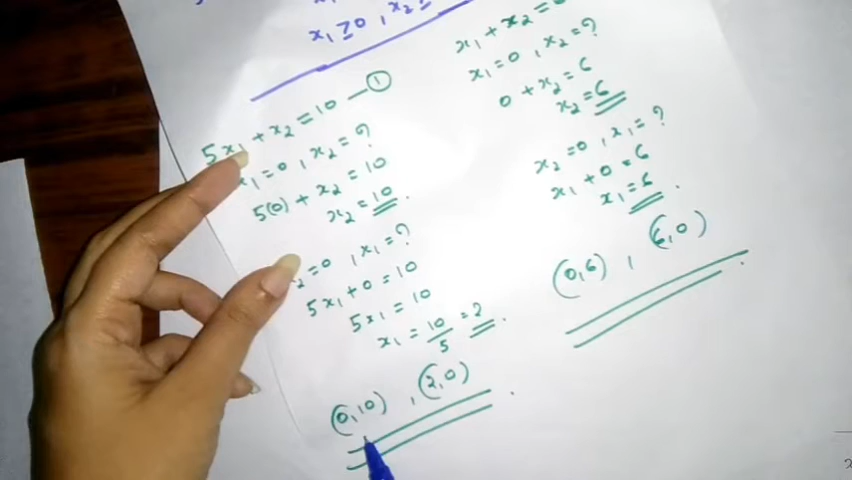 x₁ ≥ 0 , x₂ ≥
5x₁ + x₂ = 10 — ①
x₁ = 0 , x₂ = ?
5(0) + x₂ = 10
x₂ = 10 .
₂ = 0 , x₁ = ?
5x₁ + 0 = 10
5x₁ = 10
x₁ = 10/5 = 2 .
(0,10) , (2,0) .
x₁ + x₂ =
x₁ = 0 , x₂ = ?
0 + x₂ = 6
x₂ = 6
x₂ = 0 , x₁ = ?
x₁ + 0 = 6
x₁ = 6 .
(0,6) , (6,0) .